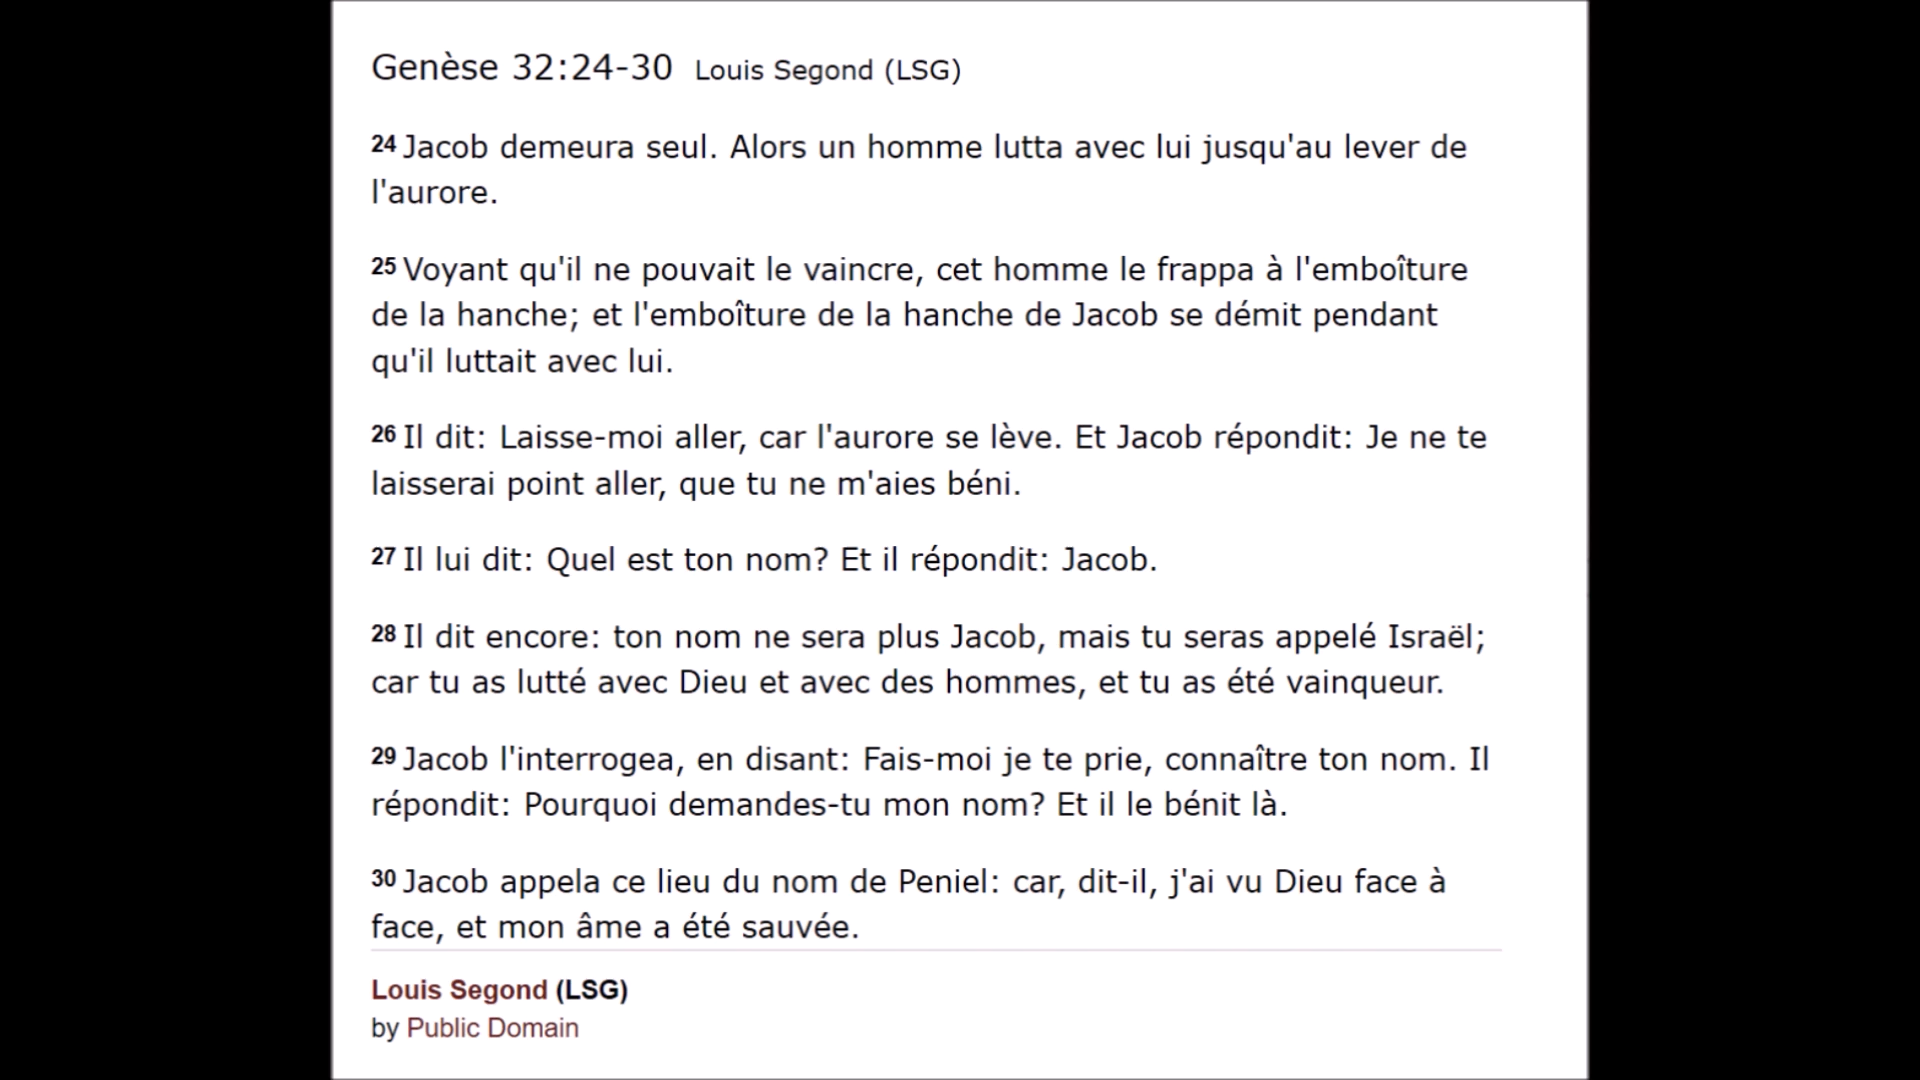 Genèse 32:24-30 Louis Segond (LSG)
24 Jacob demeura seul. Alors un homme lutta avec lui jusqu'au lever de
l'aurore.
25 Voyant qu'il ne pouvait le vaincre, cet homme le frappa à l'emboîture
de la hanche; et l'emboîture de la hanche de Jacob se démit pendant
qu'il luttait avec lui.
26 Il dit: Laisse-moi aller, car l'aurore se lève. Et Jacob répondit: Je ne te
laisserai point aller, que tu ne m'aies béni.
27 Il lui dit: Quel est ton nom? Et il répondit: Jacob.
28 Il dit encore: ton nom ne sera plus Jacob, mais tu seras appelé Israël;
car tu as lutté avec Dieu et avec des hommes, et tu as été vainqueur.
29 Jacob l'interrogea, en disant: Fais-moi je te prie, connaître ton nom. Il
répondit: Pourquoi demandes-tu mon nom? Et il le bénit là.
30 Jacob appela ce lieu du nom de Peniel: car, dit-il, j'ai vu Dieu face à
face, et mon âme a été sauvée.
Louis Segond (LSG)
by Public Domain